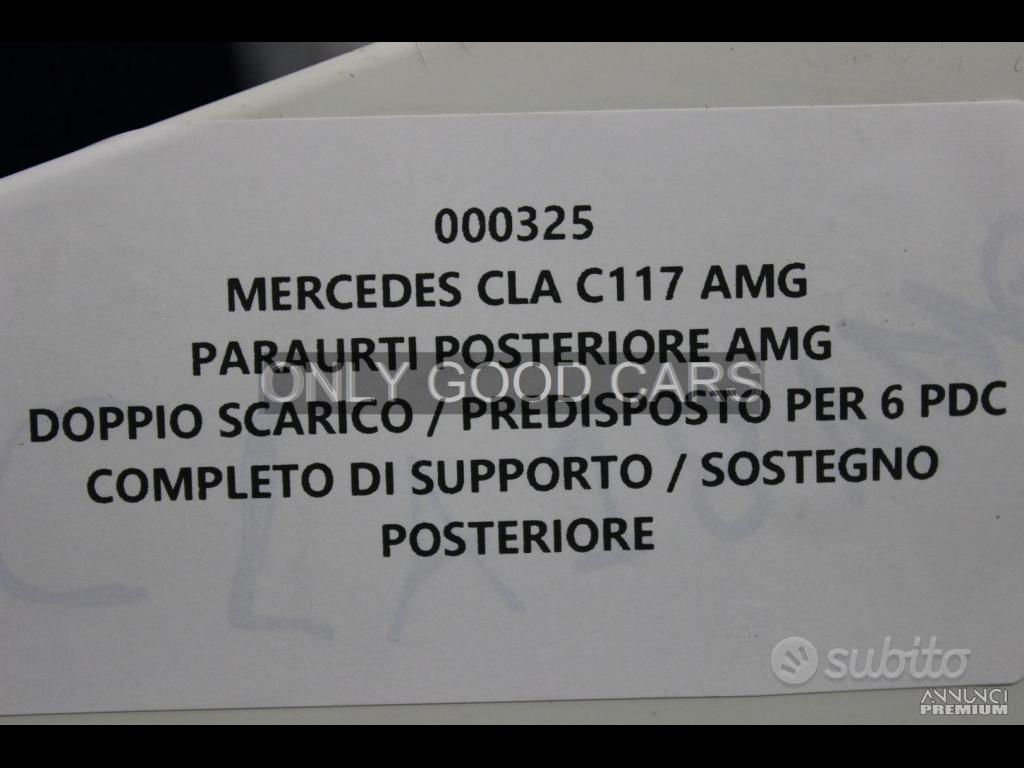 000325
MERCEDES CLA C117 AMG
PARAURTI POSTERIORE AMG
ONLY GOOD CARS
DOPPIO SCARICO / PREDISPOSTO PER 6 PDC
COMPLETO DI SUPPORTO / SOSTEGNO
POSTERIORE
subito
ANNUNCI
PREMIUM